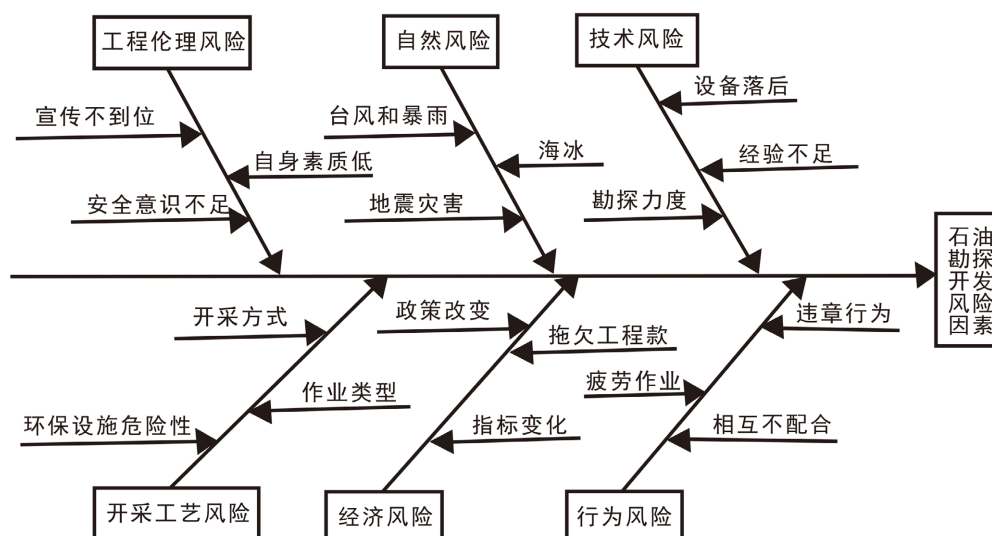 工程伦理风险
自然风险
技术风险
宣传不到位
自身素质低
安全意识不足
台风和暴雨
海冰
地震灾害
设备落后
经验不足
勘探力度
石油
勘探
开发
风险
因素
开采方式
作业类型
环保设施危险性
政策改变
拖欠工程款
指标变化
违章行为
疲劳作业
相互不配合
开采工艺风险
经济风险
行为风险